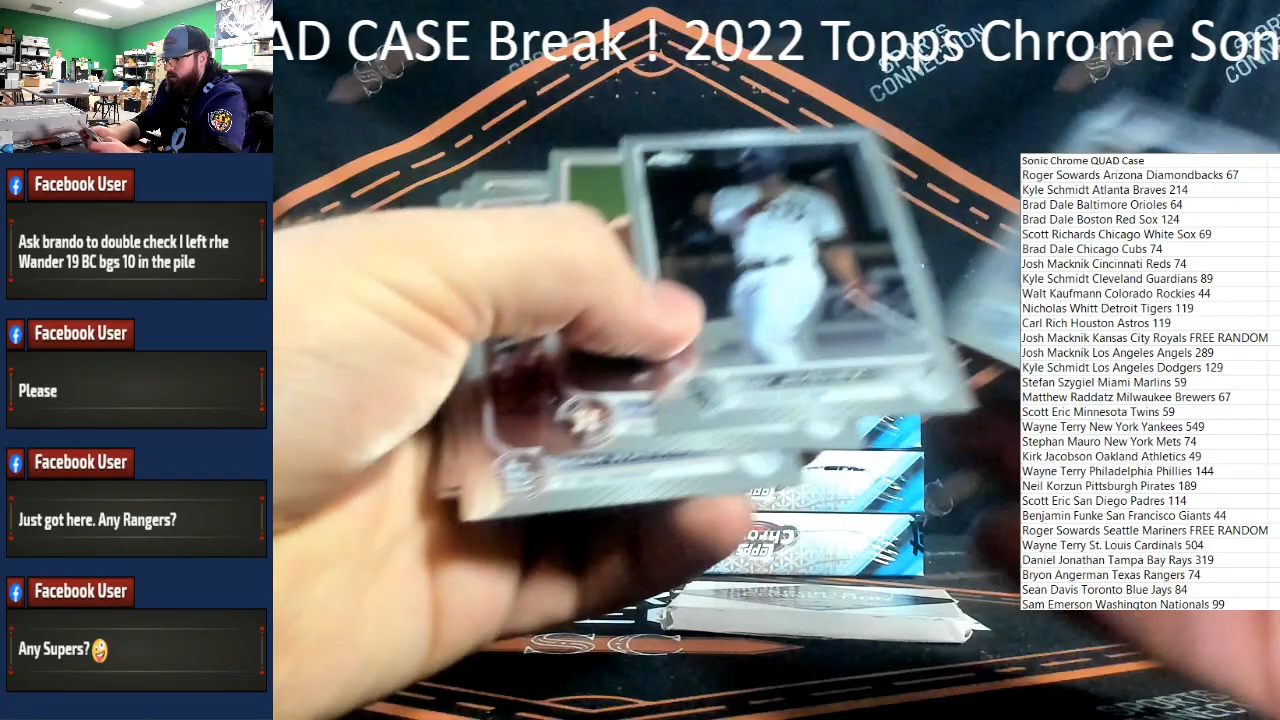 AD CASE Break ! 2022 Topps Chrome Son
SPORTS
CONNECTION
Facebook User
Ask brando to double check I left rhe
Wander 19 BC bgs 10 in the pile
Facebook User
Please
Facebook User
Just got here. Any Rangers?
Facebook User
Any Supers?🤪
Sonic Chrome QUAD Case
Roger Sowards Arizona Diamondbacks 67
Kyle Schmidt Atlanta Braves 214
Brad Dale Baltimore Orioles 64
Brad Dale Boston Red Sox 124
Scott Richards Chicago White Sox 69
Brad Dale Chicago Cubs 74
Josh Macknik Cincinnati Reds 74
Kyle Schmidt Cleveland Guardians 89
Walt Kaufmann Colorado Rockies 44
Nicholas Whitt Detroit Tigers 119
Carl Rich Houston Astros 119
Josh Macknik Kansas City Royals FREE RANDOM
Josh Macknik Los Angeles Angels 289
Kyle Schmidt Los Angeles Dodgers 129
Stefan Szygiel Miami Marlins 59
Matthew Raddatz Milwaukee Brewers 67
Scott Eric Minnesota Twins 59
Wayne Terry New York Yankees 549
Stephan Mauro New York Mets 74
Kirk Jacobson Oakland Athletics 49
Wayne Terry Philadelphia Phillies 144
Neil Korzun Pittsburgh Pirates 189
Scott Eric San Diego Padres 114
Benjamin Funke San Francisco Giants 44
Roger Sowards Seattle Mariners FREE RANDOM
Wayne Terry St. Louis Cardinals 504
Daniel Jonathan Tampa Bay Rays 319
Bryon Angerman Texas Rangers 74
Sean Davis Toronto Blue Jays 84
Sam Emerson Washington Nationals 99
SC